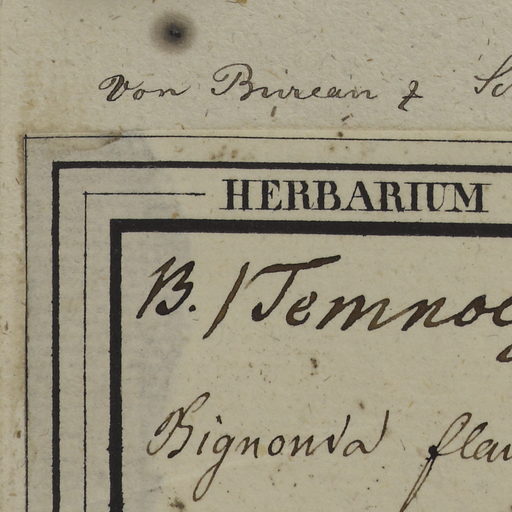 von Bureau & Sc
HERBARIUM
B. /Temnoc
Bignonia flav